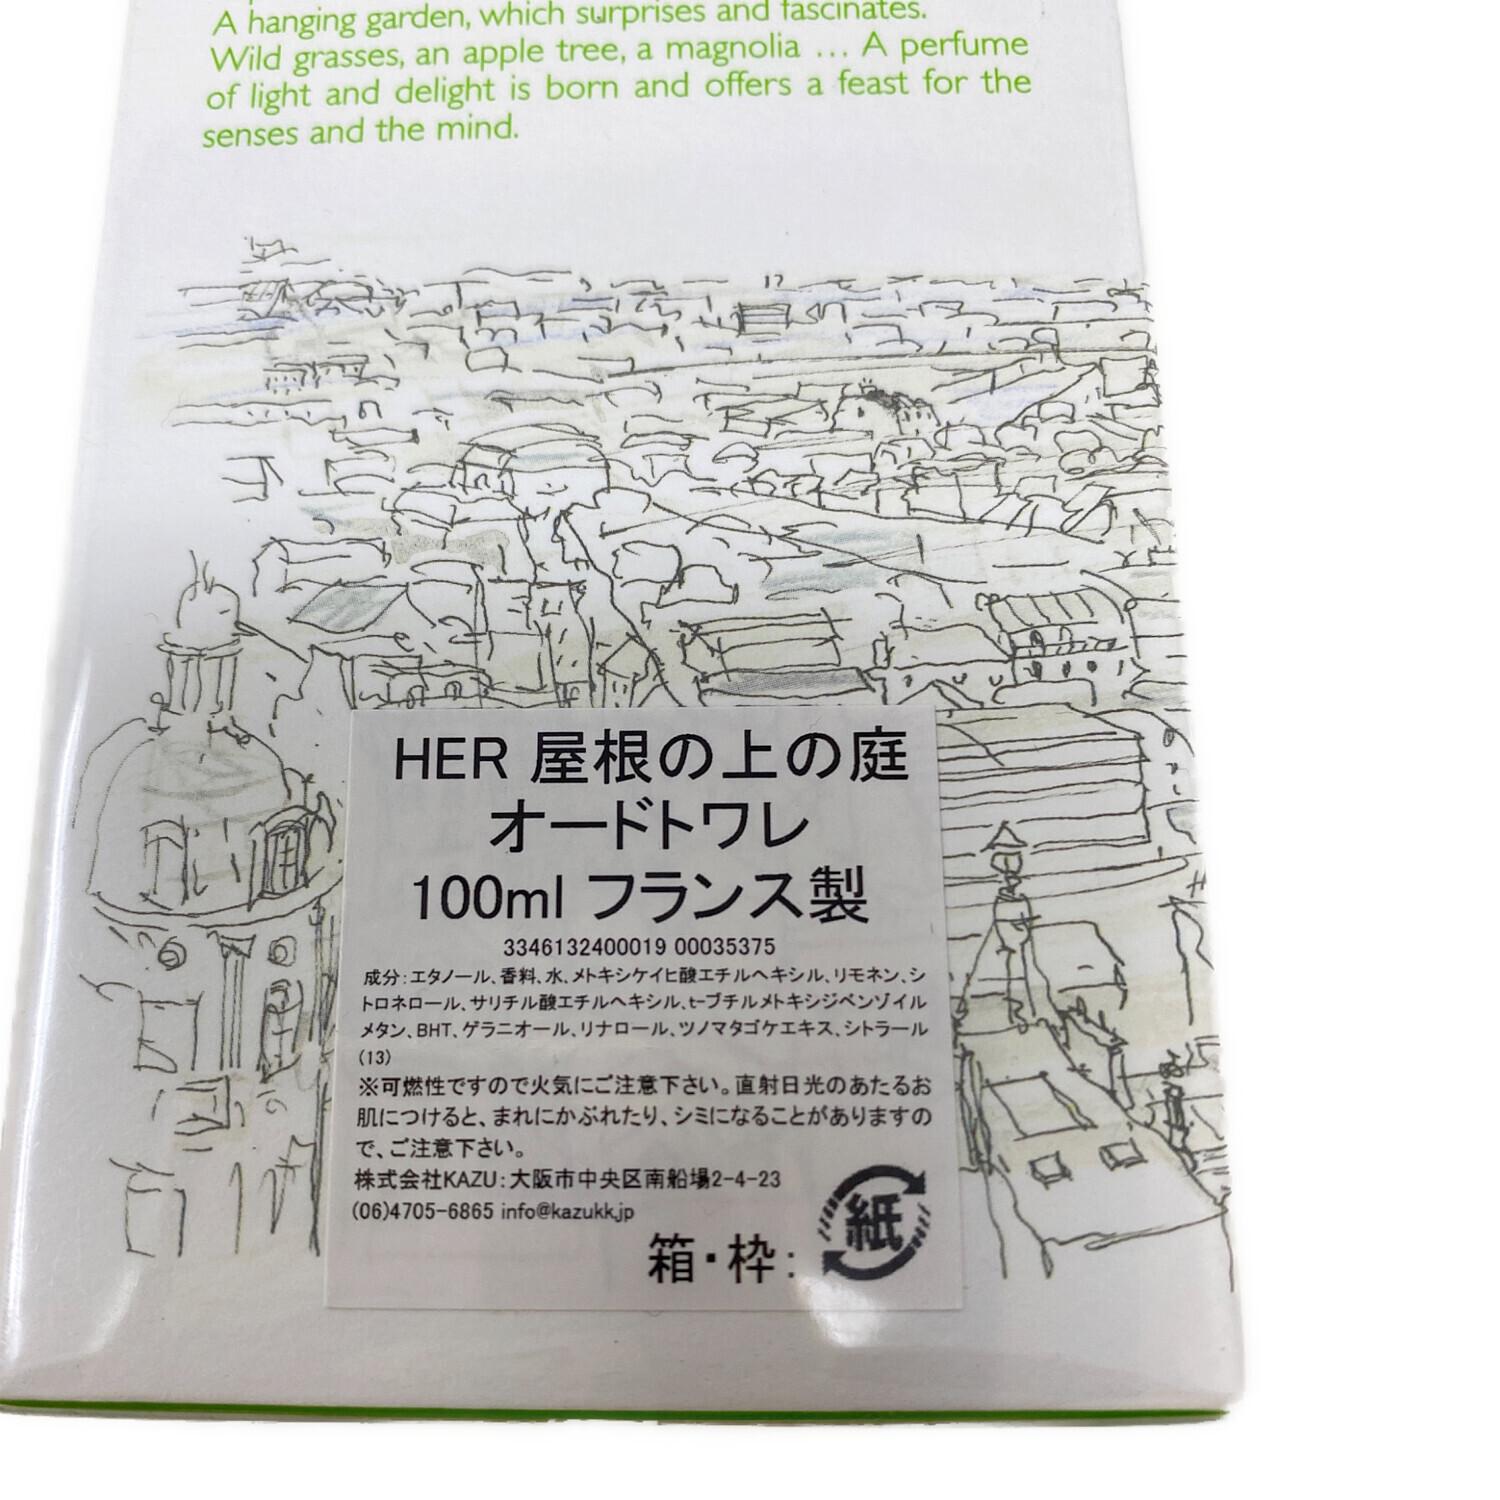 A hanging garden, which surprises and fascinates.
Wild grasses, an apple tree, a magnolia ... A perfume
of light and delight is born and offers a feast for the
senses and the mind.
HER 屋根の上の庭
オードトワレ
100ml フランス製
3346132400019 00035375
成分:エタノール、香料、水、メトキシケイヒ酸エチルヘキシル、リモネン、シ
トロネロール、サリチル酸エチルヘキシル、t-ブチルメトキシジベンゾイル
メタン、BHT、ゲラニオール、リナロール、ツノマタゴケエキス、シトラール
(13)
※可燃性ですので火気にご注意下さい。直射日光のあたるお
肌につけると、まれにかぶれたり、シミになることがありますの
で、ご注意下さい。
株式会社KAZU:大阪市中央区南船場2-4-23
(06)4705-6865 info@kazukk.jp
箱・枠: 紙